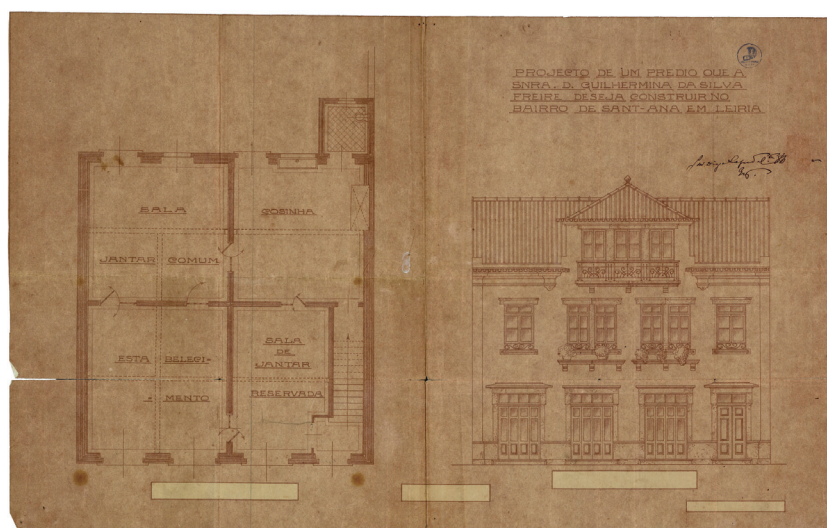 PROJECTO DE UM PREDIO QUE A
SNRA. D. GUILHERMINA DA SILVA
FREIRE DESEJA CONSTRUIR NO
BAIRRO DE SANT-ANA EM LEIRIA
SALA
COSINHA
JANTAR COMUM
ESTA BELECI-
MENTO
SALA
DE
JANTAR
RESERVADA